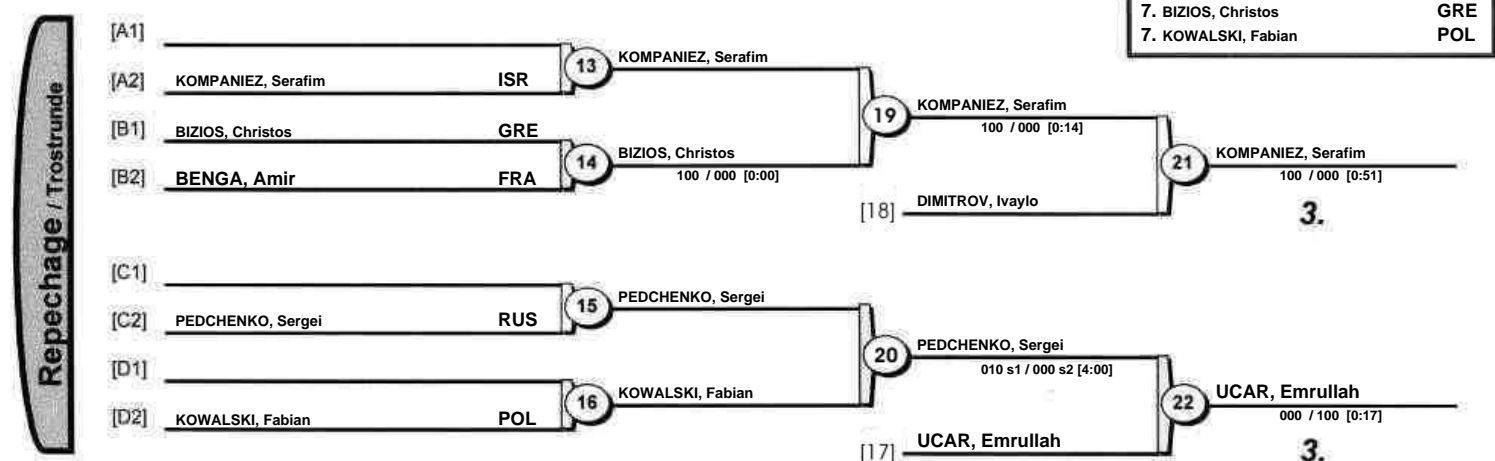 7. BIZIOS, Christos GRE
7. KOWALSKI, Fabian POL
Repechage / Trostrunde
[A1]
[A2] KOMPANIEZ, Serafim ISR
13 KOMPANIEZ, Serafim
[B1] BIZIOS, Christos GRE
[B2] BENGA, Amir FRA
14 BIZIOS, Christos
100 / 000 [0:00]
19 KOMPANIEZ, Serafim
100 / 000 [0:14]
[18] DIMITROV, Ivaylo
21 KOMPANIEZ, Serafim
100 / 000 [0:51]
3.
[C1]
[C2] PEDCHENKO, Sergei RUS
15 PEDCHENKO, Sergei
[D1]
[D2] KOWALSKI, Fabian POL
16 KOWALSKI, Fabian
20 PEDCHENKO, Sergei
010 s1 / 000 s2 [4:00]
[17] UCAR, Emrullah
22 UCAR, Emrullah
000 / 100 [0:17]
3.